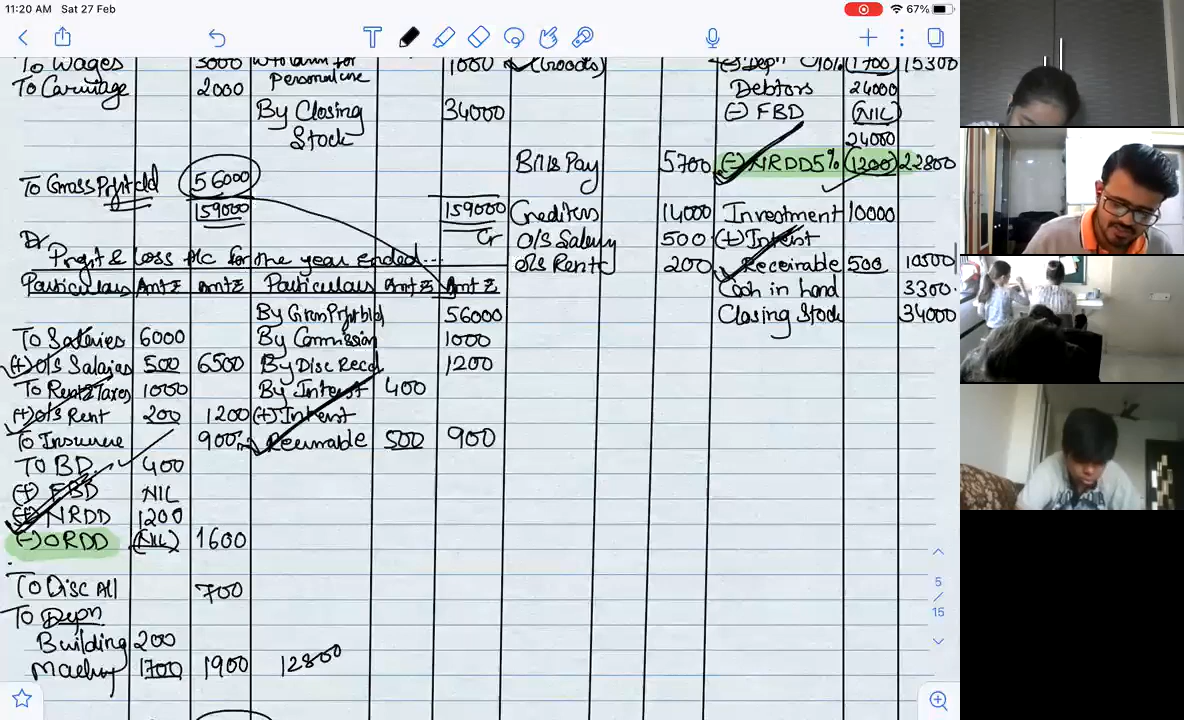 11:20 AM Sat 27 Feb
67%
To Wages 3000
personal use 1000 (Goods) (1700) 15300
To Carriage 2000
Debtors 24000
By Closing Stock 34000
(-) FBD (NIL)
24000
Bills Pay 5700 (-) NRDD 5% (1200) 22800
To Gross Profit c/d 56000
159000 159000
Creditors 14000 Investment 10000
Dr Cr
O/S Salary 500 (+) Interest
Profit & Loss A/c for the year ended...
O/S Rent 200 Receivable 500 10500
Particulars Amt ₹ Amt ₹ Particulars Amt ₹ Amt ₹
Cash in hand 3300
By Gross Profit b/d 56000
Closing Stock 34000
To Salaries 6000 By Commission 1000
(+) O/S Salaries 500 6500 By Disc Recd 1200
To Rent & Taxes 1000 By Interest 400
(+) O/S Rent 200 1200 (+) Interest
To Insurance 900 Receivable 500 900
To BD 400
(+) FBD NIL
(+) NRDD 1200
(-) ORDD (NIL) 1600
To Disc All 700
To Depn
Building 200
Machy 1700 1900 12800
5
/
15